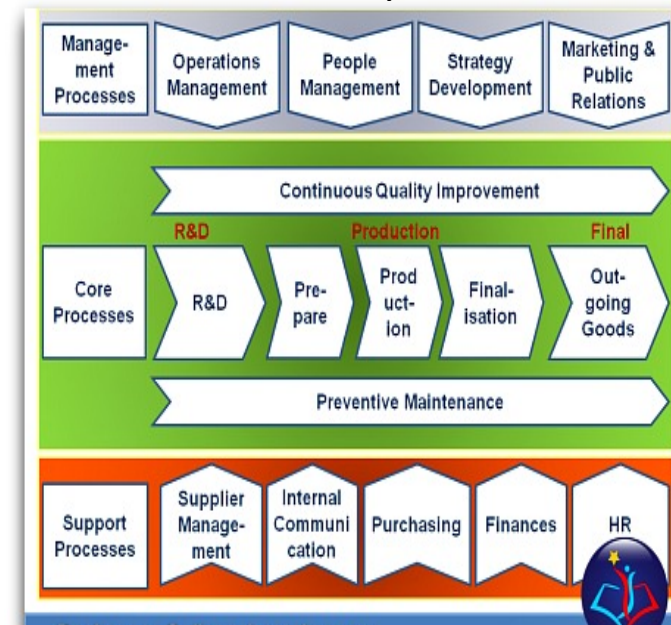 Manage-
ment
Processes
Operations
Management
People
Management
Strategy
Development
Marketing &
Public
Relations
Continuous Quality Improvement
R&D
Production
Final
Core
Processes
R&D
Pre-
pare
Prod
uct-
ion
Final-
isation
Out-
going
Goods
Preventive Maintenance
Support
Processes
Supplier
Manage-
ment
Internal
Communi
cation
Purchasing
Finances
HR